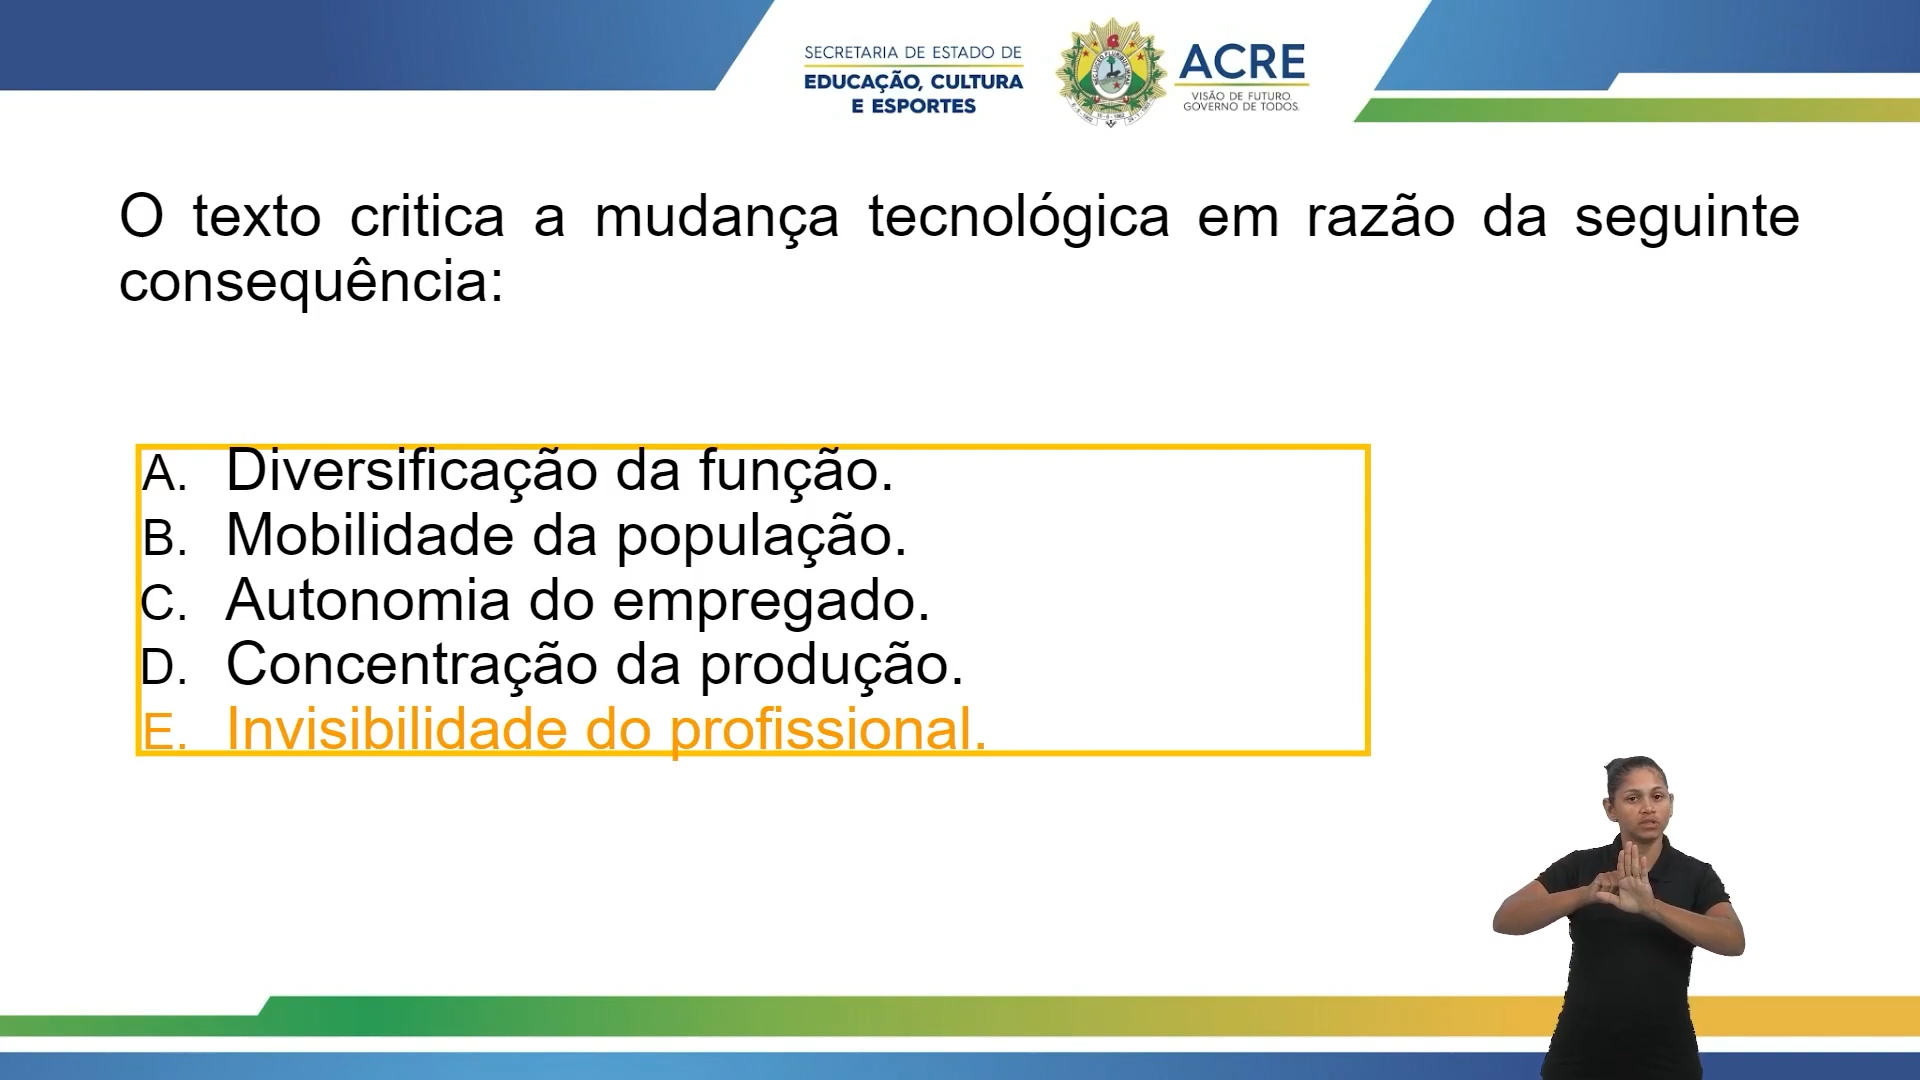 SECRETARIA DE ESTADO DE
EDUCAÇÃO, CULTURA
E ESPORTES
ACRE
VISÃO DE FUTURO.
GOVERNO DE TODOS.
O texto critica a mudança tecnológica em razão da seguinte
consequência:
A. Diversificação da função.
B. Mobilidade da população.
C. Autonomia do empregado.
D. Concentração da produção.
E. Invisibilidade do profissional.